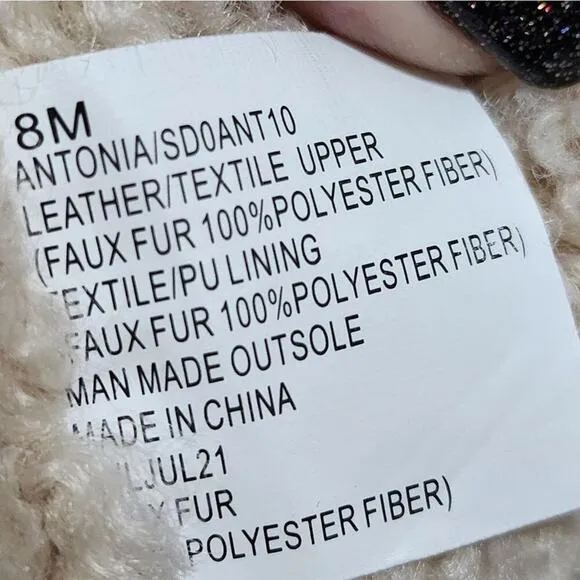 8M
ANTONIA/SD0ANT10
LEATHER/TEXTILE UPPER
(FAUX FUR 100%POLYESTER FIBER)
TEXTILE/PU LINING
FAUX FUR 100%POLYESTER FIBER)
MAN MADE OUTSOLE
MADE IN CHINA
JUL21
FUR
POLYESTER FIBER)